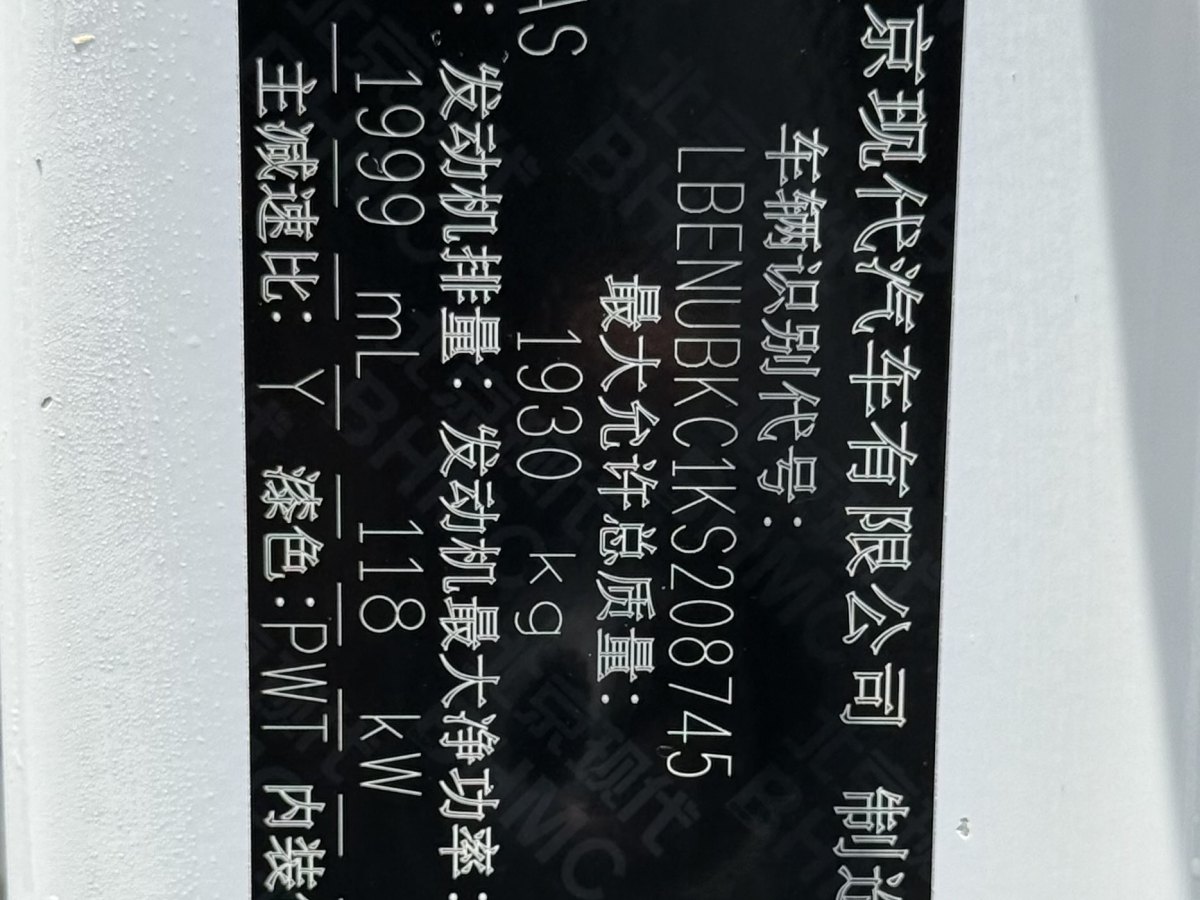 京现代汽车有限公司 制造
车辆识别代号:
LBENUBKC1KS208745
最大允许总质量:
AS 1930 kg
: 发动机排量: 发动机最大净功率:
1999 mL 118 kW
主减速比: Y 漆色:PWT 内装